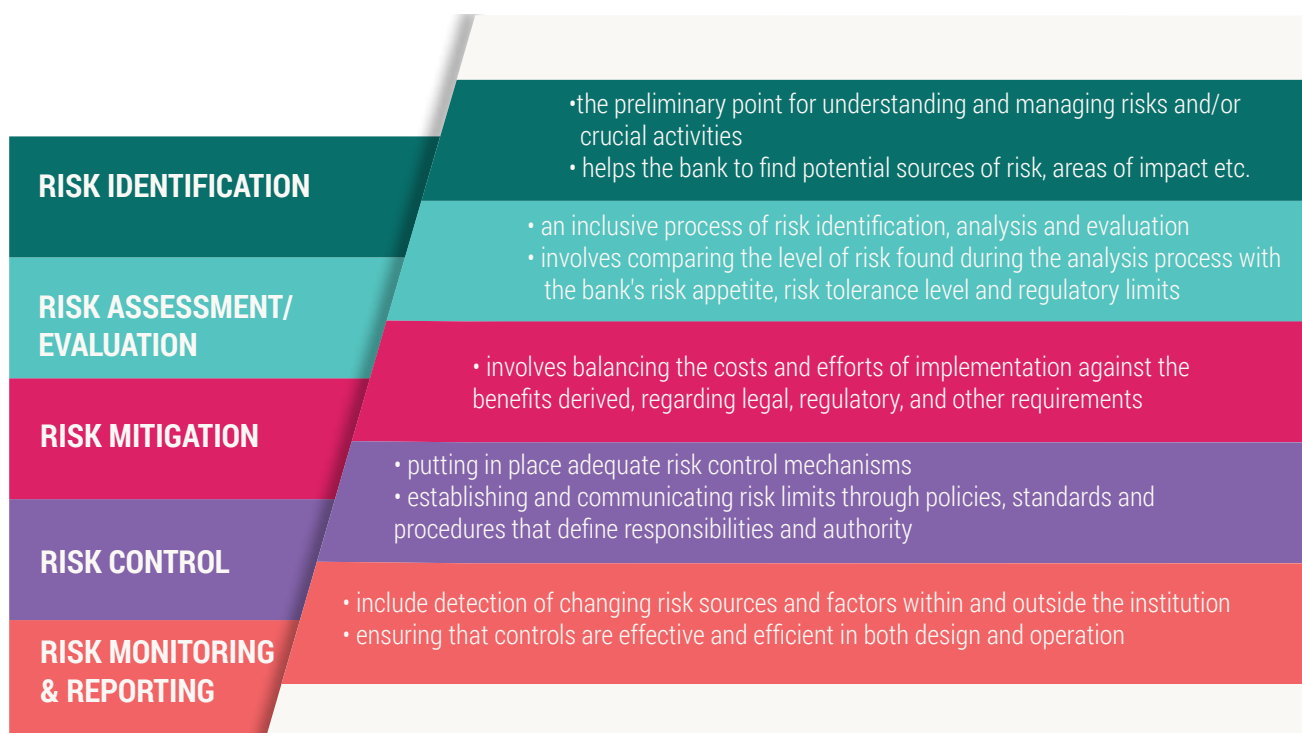 RISK IDENTIFICATION
•the preliminary point for understanding and managing risks and/or
crucial activities
• helps the bank to find potential sources of risk, areas of impact etc.
RISK ASSESSMENT/
EVALUATION
• an inclusive process of risk identification, analysis and evaluation
• involves comparing the level of risk found during the analysis process with
the bank's risk appetite, risk tolerance level and regulatory limits
RISK MITIGATION
• involves balancing the costs and efforts of implementation against the
benefits derived, regarding legal, regulatory, and other requirements
RISK CONTROL
• putting in place adequate risk control mechanisms
• establishing and communicating risk limits through policies, standards and
procedures that define responsibilities and authority
RISK MONITORING
& REPORTING
• include detection of changing risk sources and factors within and outside the institution
• ensuring that controls are effective and efficient in both design and operation